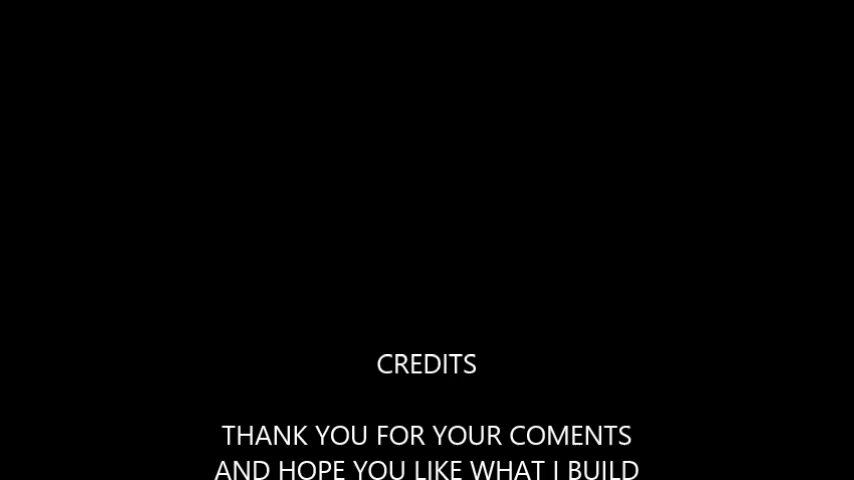 CREDITS
THANK YOU FOR YOUR COMENTS
AND HOPE YOU LIKE WHAT I BUILD